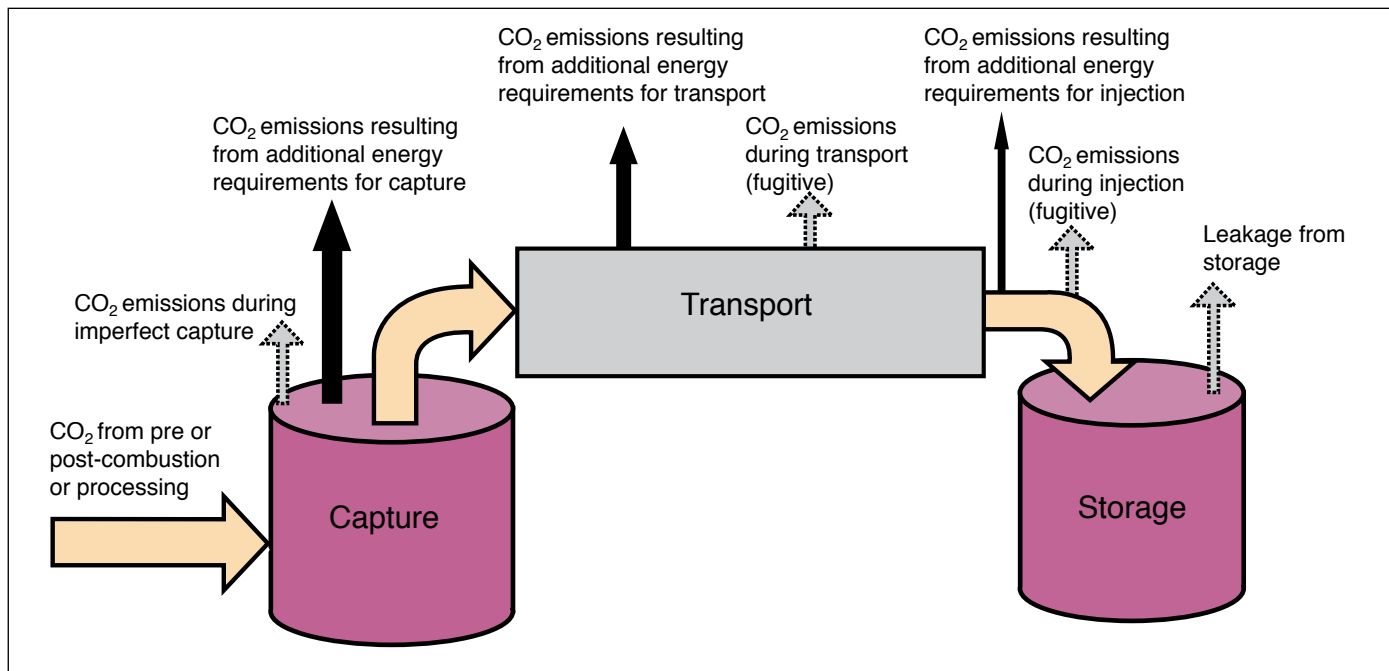 CO₂ emissions resulting
from additional energy
requirements for transport
CO₂ emissions resulting
from additional energy
requirements for injection
CO₂ emissions resulting
from additional energy
requirements for capture
CO₂ emissions
during transport
(fugitive)
CO₂ emissions
during injection
(fugitive)
Leakage from
storage
CO₂ emissions during
imperfect capture
Transport
CO₂ from pre or
post-combustion
or processing
Capture
Storage